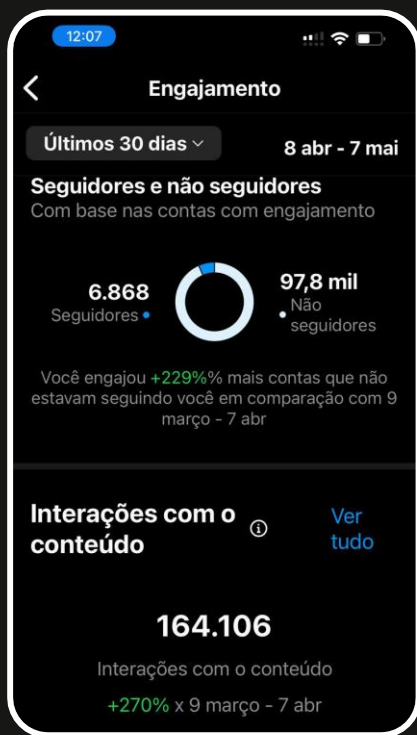 12:07
Engajamento
Últimos 30 dias
8 abr - 7 mai
Seguidores e não seguidores
Com base nas contas com engajamento
6.868
Seguidores
97,8 mil
Não
seguidores
Você engajou +229%% mais contas que não
estavam seguindo você em comparação com 9
março - 7 abr
Interações com o
conteúdo
Ver
tudo
164.106
Interações com o conteúdo
+270% x 9 março - 7 abr